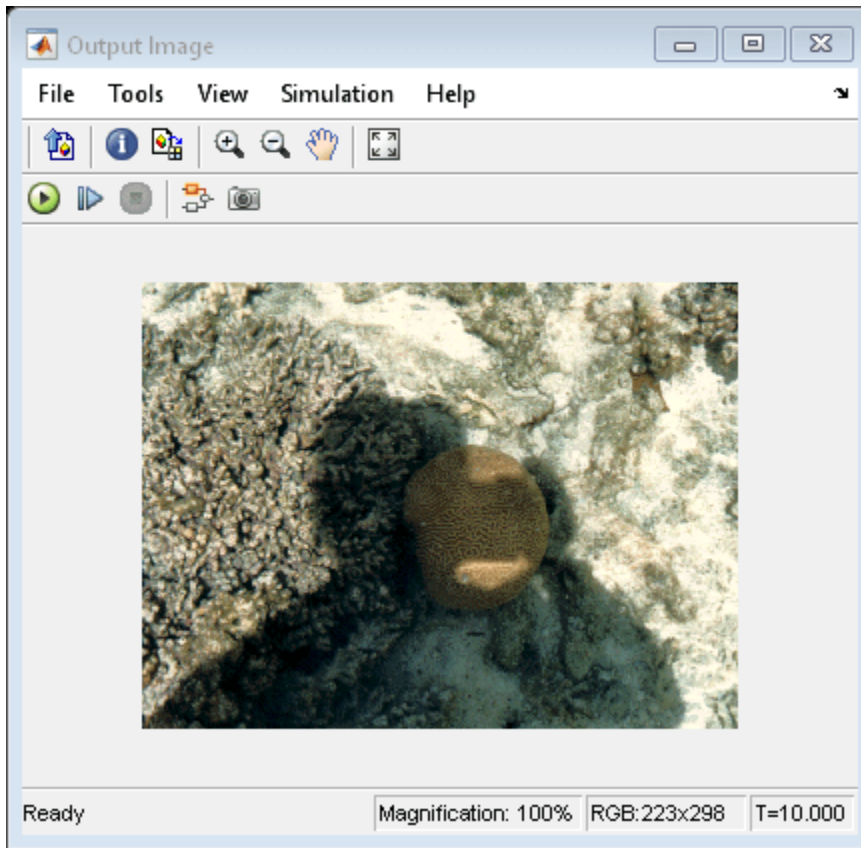 Output Image
File Tools View Simulation Help
Ready Magnification: 100% RGB:223x298 T=10.000